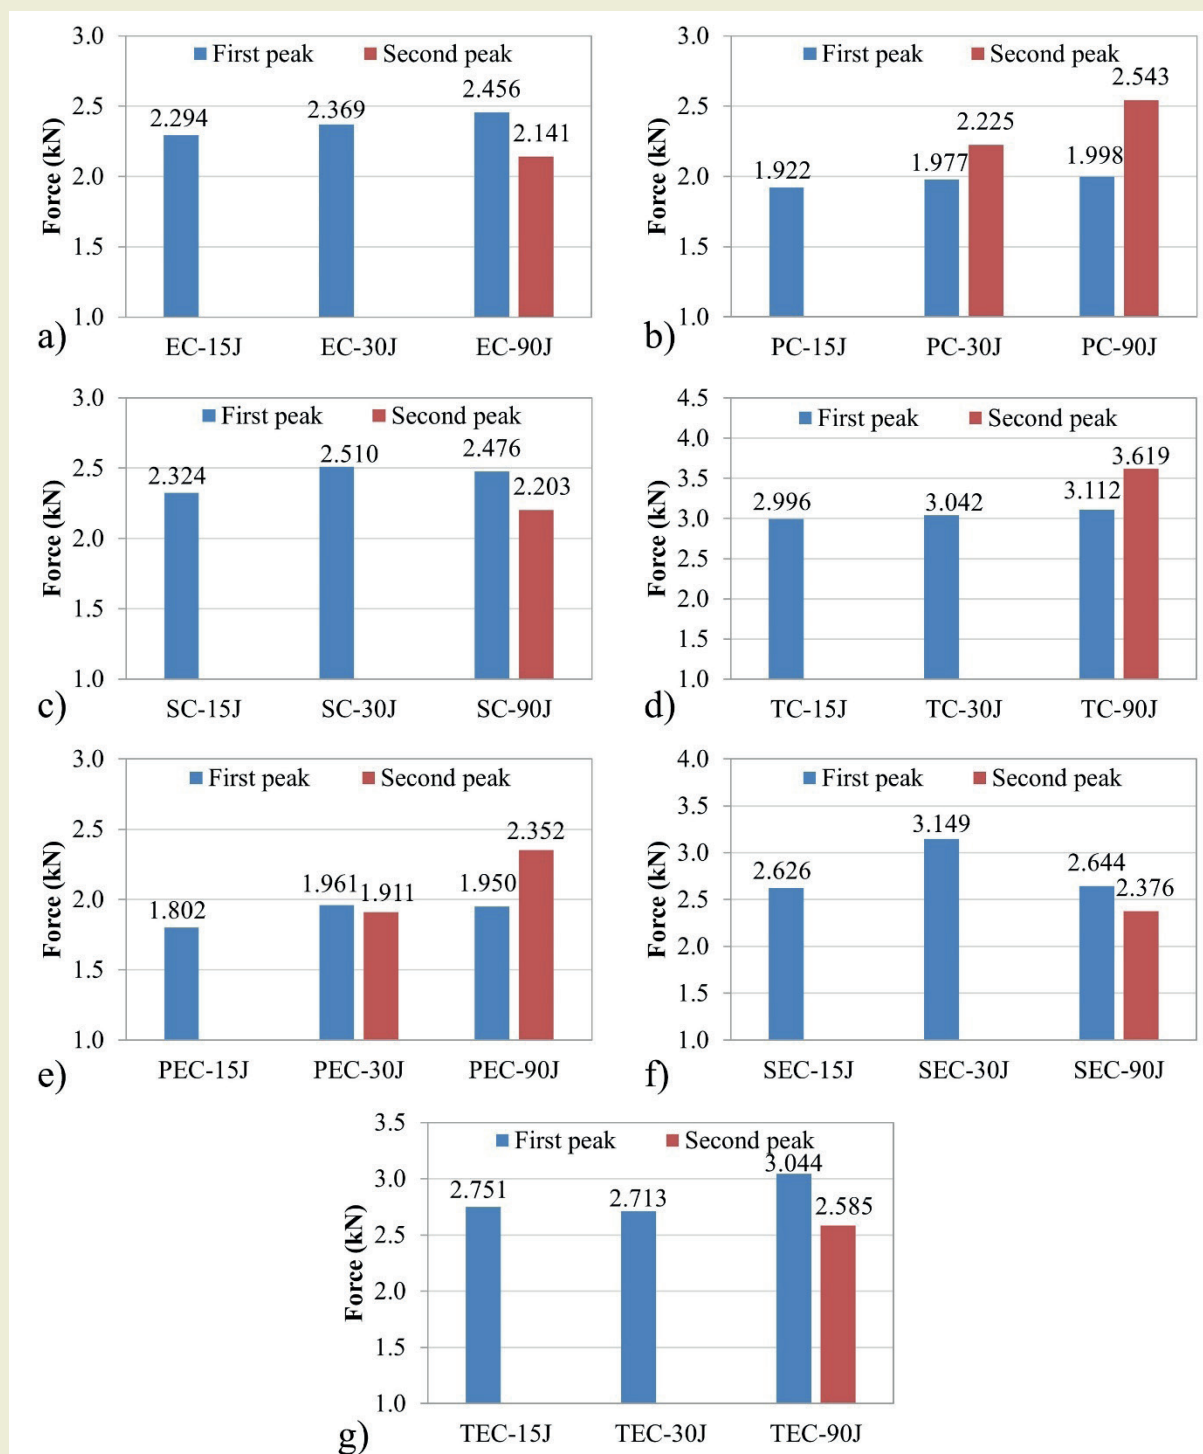 3.0
First peak
Second peak
2.456
2.5
2.294
2.369
2.141
2.0
1.5
1.0
Force (kN)
a)
EC-15J
EC-30J
EC-90J
3.0
First peak
Second peak
2.543
2.5
2.225
1.922
1.977
1.998
2.0
1.5
1.0
Force (kN)
b)
PC-15J
PC-30J
PC-90J
3.0
First peak
Second peak
2.324
2.510
2.476
2.5
2.203
2.0
1.5
1.0
Force (kN)
c)
SC-15J
SC-30J
SC-90J
4.5
First peak
Second peak
4.0
3.619
3.5
2.996
3.042
3.112
3.0
2.5
2.0
1.5
1.0
Force (kN)
d)
TC-15J
TC-30J
TC-90J
3.0
First peak
Second peak
2.5
2.352
1.802
1.961
1.911
1.950
2.0
1.5
1.0
Force (kN)
e)
PEC-15J
PEC-30J
PEC-90J
4.0
First peak
Second peak
3.5
3.149
3.0
2.626
2.644
2.376
2.5
2.0
1.5
1.0
Force (kN)
f)
SEC-15J
SEC-30J
SEC-90J
3.5
First peak
Second peak
3.044
3.0
2.751
2.713
2.585
2.5
2.0
1.5
1.0
Force (kN)
g)
TEC-15J
TEC-30J
TEC-90J